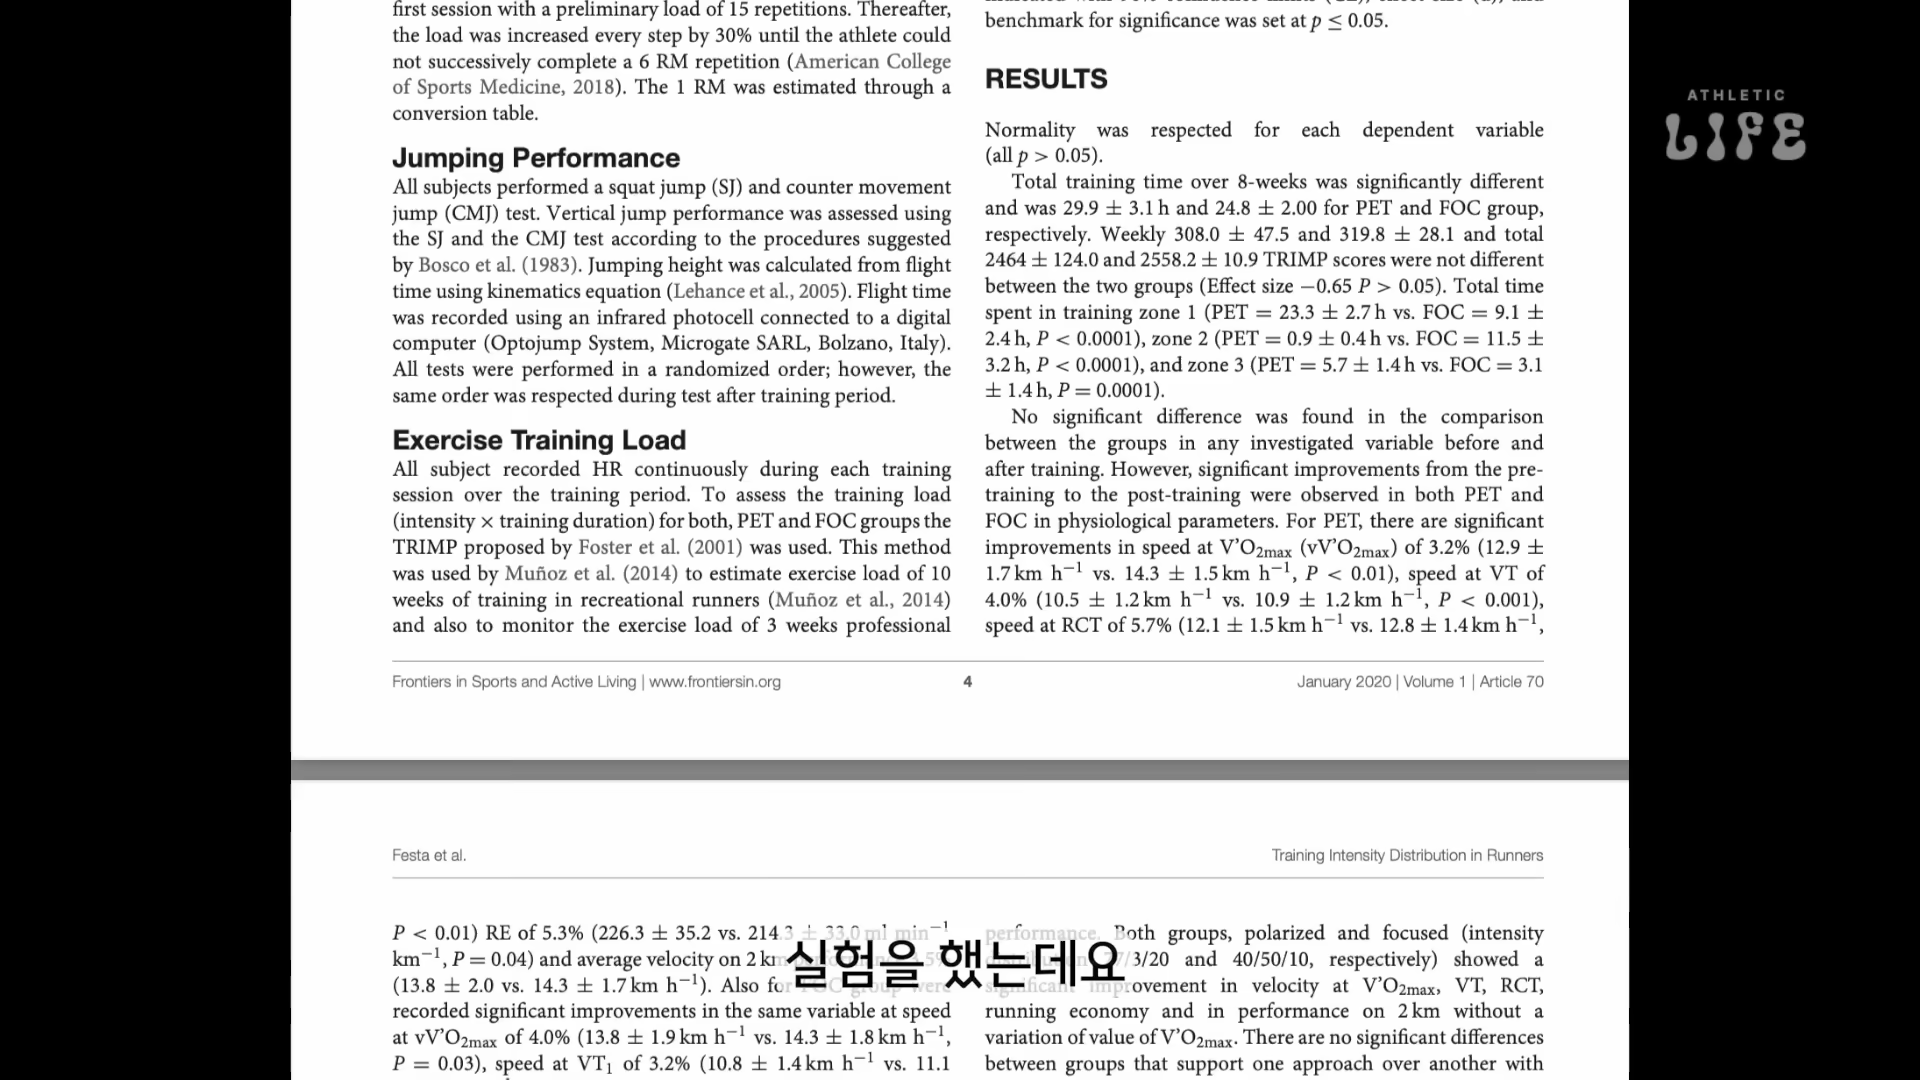 first session with a preliminary load of 15 repetitions. Thereafter,
the load was increased every step by 30% until the athlete could
not successively complete a 6 RM repetition (American College
of Sports Medicine, 2018). The 1 RM was estimated through a
conversion table.
Jumping Performance
All subjects performed a squat jump (SJ) and counter movement
jump (CMJ) test. Vertical jump performance was assessed using
the SJ and the CMJ test according to the procedures suggested
by Bosco et al. (1983). Jumping height was calculated from flight
time using kinematics equation (Lehance et al., 2005). Flight time
was recorded using an infrared photocell connected to a digital
computer (Optojump System, Microgate SARL, Bolzano, Italy).
All tests were performed in a randomized order; however, the
same order was respected during test after training period.
Exercise Training Load
All subject recorded HR continuously during each training
session over the training period. To assess the training load
(intensity × training duration) for both, PET and FOC groups the
TRIMP proposed by Foster et al. (2001) was used. This method
was used by Muñoz et al. (2014) to estimate exercise load of 10
weeks of training in recreational runners (Muñoz et al., 2014)
and also to monitor the exercise load of 3 weeks professional
benchmark for significance was set at p ≤ 0.05.
RESULTS
Normality was respected for each dependent variable
(all p > 0.05).
Total training time over 8-weeks was significantly different
and was 29.9 ± 3.1 h and 24.8 ± 2.00 for PET and FOC group,
respectively. Weekly 308.0 ± 47.5 and 319.8 ± 28.1 and total
2464 ± 124.0 and 2558.2 ± 10.9 TRIMP scores were not different
between the two groups (Effect size −0.65 P > 0.05). Total time
spent in training zone 1 (PET = 23.3 ± 2.7 h vs. FOC = 9.1 ±
2.4 h, P < 0.0001), zone 2 (PET = 0.9 ± 0.4 h vs. FOC = 11.5 ±
3.2 h, P < 0.0001), and zone 3 (PET = 5.7 ± 1.4 h vs. FOC = 3.1
± 1.4 h, P = 0.0001).
No significant difference was found in the comparison
between the groups in any investigated variable before and
after training. However, significant improvements from the pre-
training to the post-training were observed in both PET and
FOC in physiological parameters. For PET, there are significant
improvements in speed at V’O2max (vV’O2max) of 3.2% (12.9 ±
1.7 km h−1 vs. 14.3 ± 1.5 km h−1, P < 0.01), speed at VT of
4.0% (10.5 ± 1.2 km h−1 vs. 10.9 ± 1.2 km h−1, P < 0.001),
speed at RCT of 5.7% (12.1 ± 1.5 km h−1 vs. 12.8 ± 1.4 km h−1,
Frontiers in Sports and Active Living | www.frontiersin.org
4
January 2020 | Volume 1 | Article 70
ATHLETIC
LIFE
Festa et al.
Training Intensity Distribution in Runners
P < 0.01) RE of 5.3% (226.3 ± 35.2 vs. 214.3 ± 33.0 ml min−1
km−1, P = 0.04) and average velocity on 2 km
(13.8 ± 2.0 vs. 14.3 ± 1.7 km h−1). Also for FOC group were
recorded significant improvements in the same variable at speed
at vV’O2max of 4.0% (13.8 ± 1.9 km h−1 vs. 14.3 ± 1.8 km h−1,
P = 0.03), speed at VT1 of 3.2% (10.8 ± 1.4 km h−1 vs. 11.1
performance. Both groups, polarized and focused (intensity
/3/20 and 40/50/10, respectively) showed a
significant improvement in velocity at V’O2max, VT, RCT,
running economy and in performance on 2 km without a
variation of value of V’O2max. There are no significant differences
between groups that support one approach over another with
실험을 했는데요